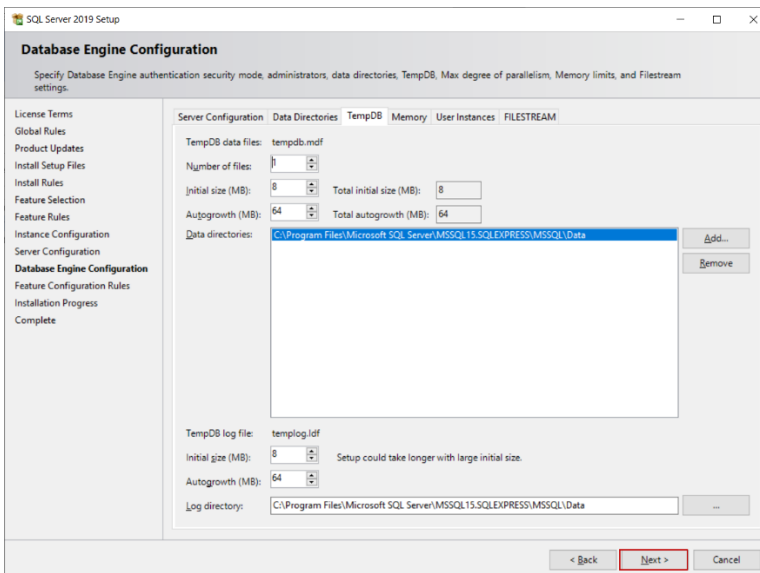 SQL Server 2019 Setup
Database Engine Configuration
Specify Database Engine authentication security mode, administrators, data directories, TempDB, Max degree of parallelism, Memory limits, and Filestream
settings.
License Terms
Global Rules
Product Updates
Install Setup Files
Install Rules
Feature Selection
Feature Rules
Instance Configuration
Server Configuration
Database Engine Configuration
Feature Configuration Rules
Installation Progress
Complete
Server Configuration Data Directories TempDB Memory User Instances FILESTREAM
TempDB data files: tempdb.mdf
Number of files: 1
Initial size (MB): 8 Total initial size (MB): 8
Autogrowth (MB): 64 Total autogrowth (MB): 64
Data directories: C:\Program Files\Microsoft SQL Server\MSSQL15.SQLEXPRESS\MSSQL\Data
Add...
Remove
TempDB log file: templog.ldf
Initial size (MB): 8 Setup could take longer with large initial size.
Autogrowth (MB): 64
Log directory: C:\Program Files\Microsoft SQL Server\MSSQL15.SQLEXPRESS\MSSQL\Data ...
< Back Next > Cancel